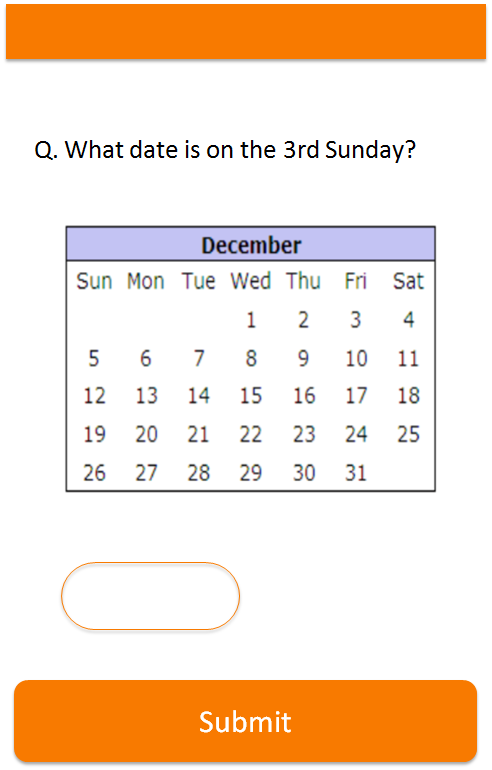 Q. What date is on the 3rd Sunday?
December
Sun Mon Tue Wed Thu Fri Sat
1 2 3 4
5 6 7 8 9 10 11
12 13 14 15 16 17 18
19 20 21 22 23 24 25
26 27 28 29 30 31
Submit